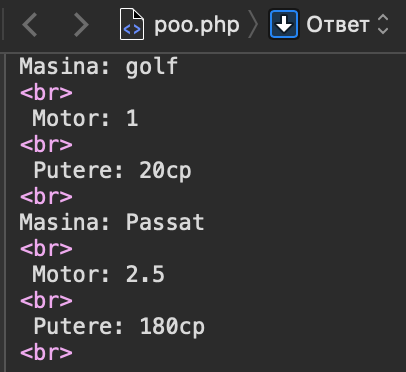 poo.php Ответ
Masina: golf
<br>
Motor: 1
<br>
Putere: 20cp
<br>
Masina: Passat
<br>
Motor: 2.5
<br>
Putere: 180cp
<br>